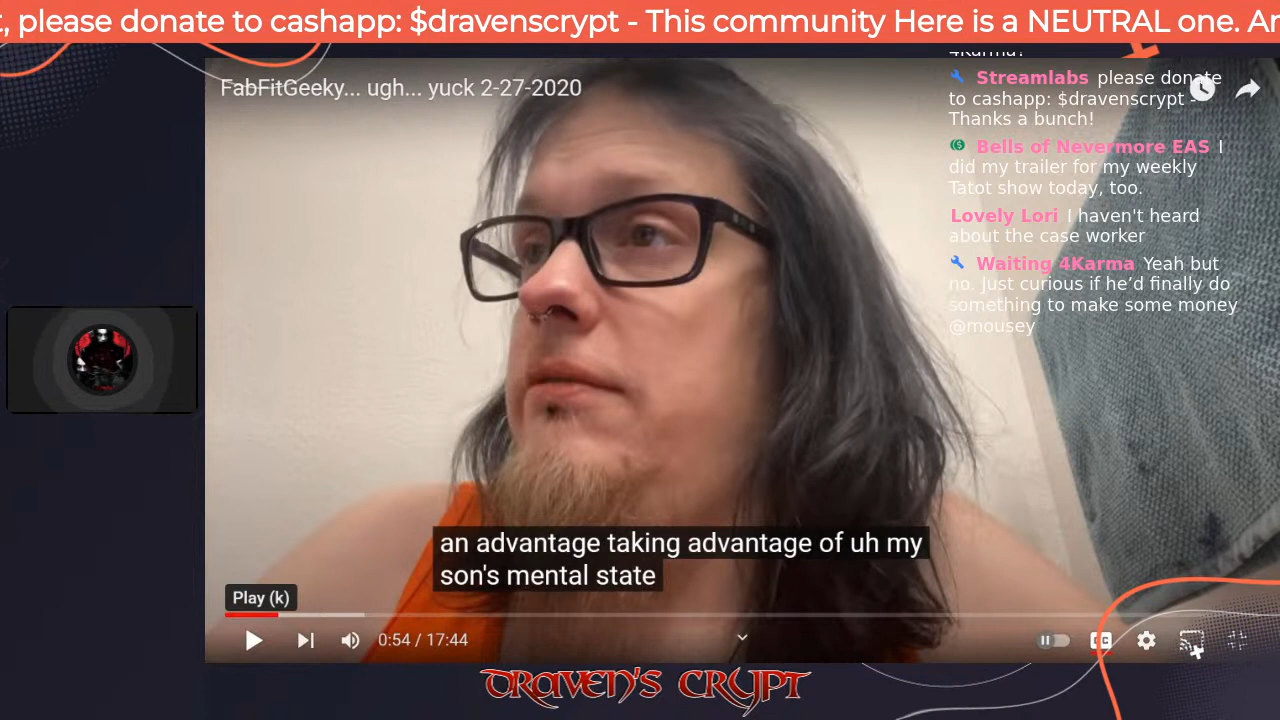 , please donate to cashapp: $dravenscrypt - This community Here is a NEUTRAL one. Ar
FabFitGeeky... ugh... yuck 2-27-2020
4Karma?
Streamlabs please donate
to cashapp: $dravenscrypt -
Thanks a bunch!
Bells of Nevermore EAS I
did my trailer for my weekly
Tatot show today, too.
Lovely Lori I haven't heard
about the case worker
Waiting 4Karma Yeah but
no. Just curious if he’d finally do
something to make some money
@mousey
an advantage taking advantage of uh my
son's mental state
Play (k)
0:54 / 17:44
CC
DRAVEN'S CRYPT